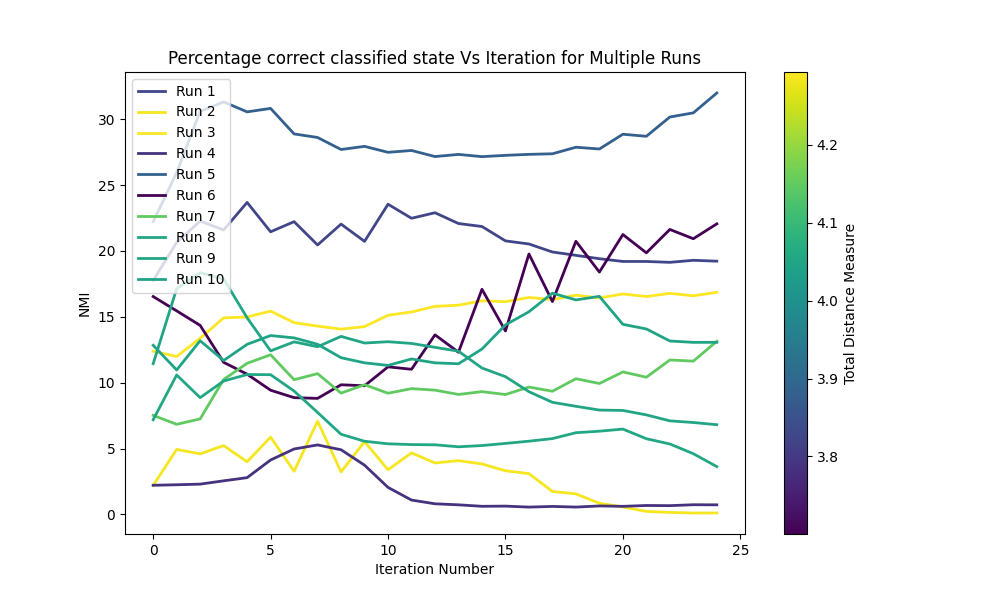 Percentage correct classified state Vs Iteration for Multiple Runs
Run 1
Run 2
Run 3
Run 4
Run 5
Run 6
Run 7
Run 8
Run 9
Run 10
30
25
20
15
10
5
0
NMI
0 5 10 15 20 25
Iteration Number
4.2
4.1
4.0
3.9
3.8
Total Distance Measure